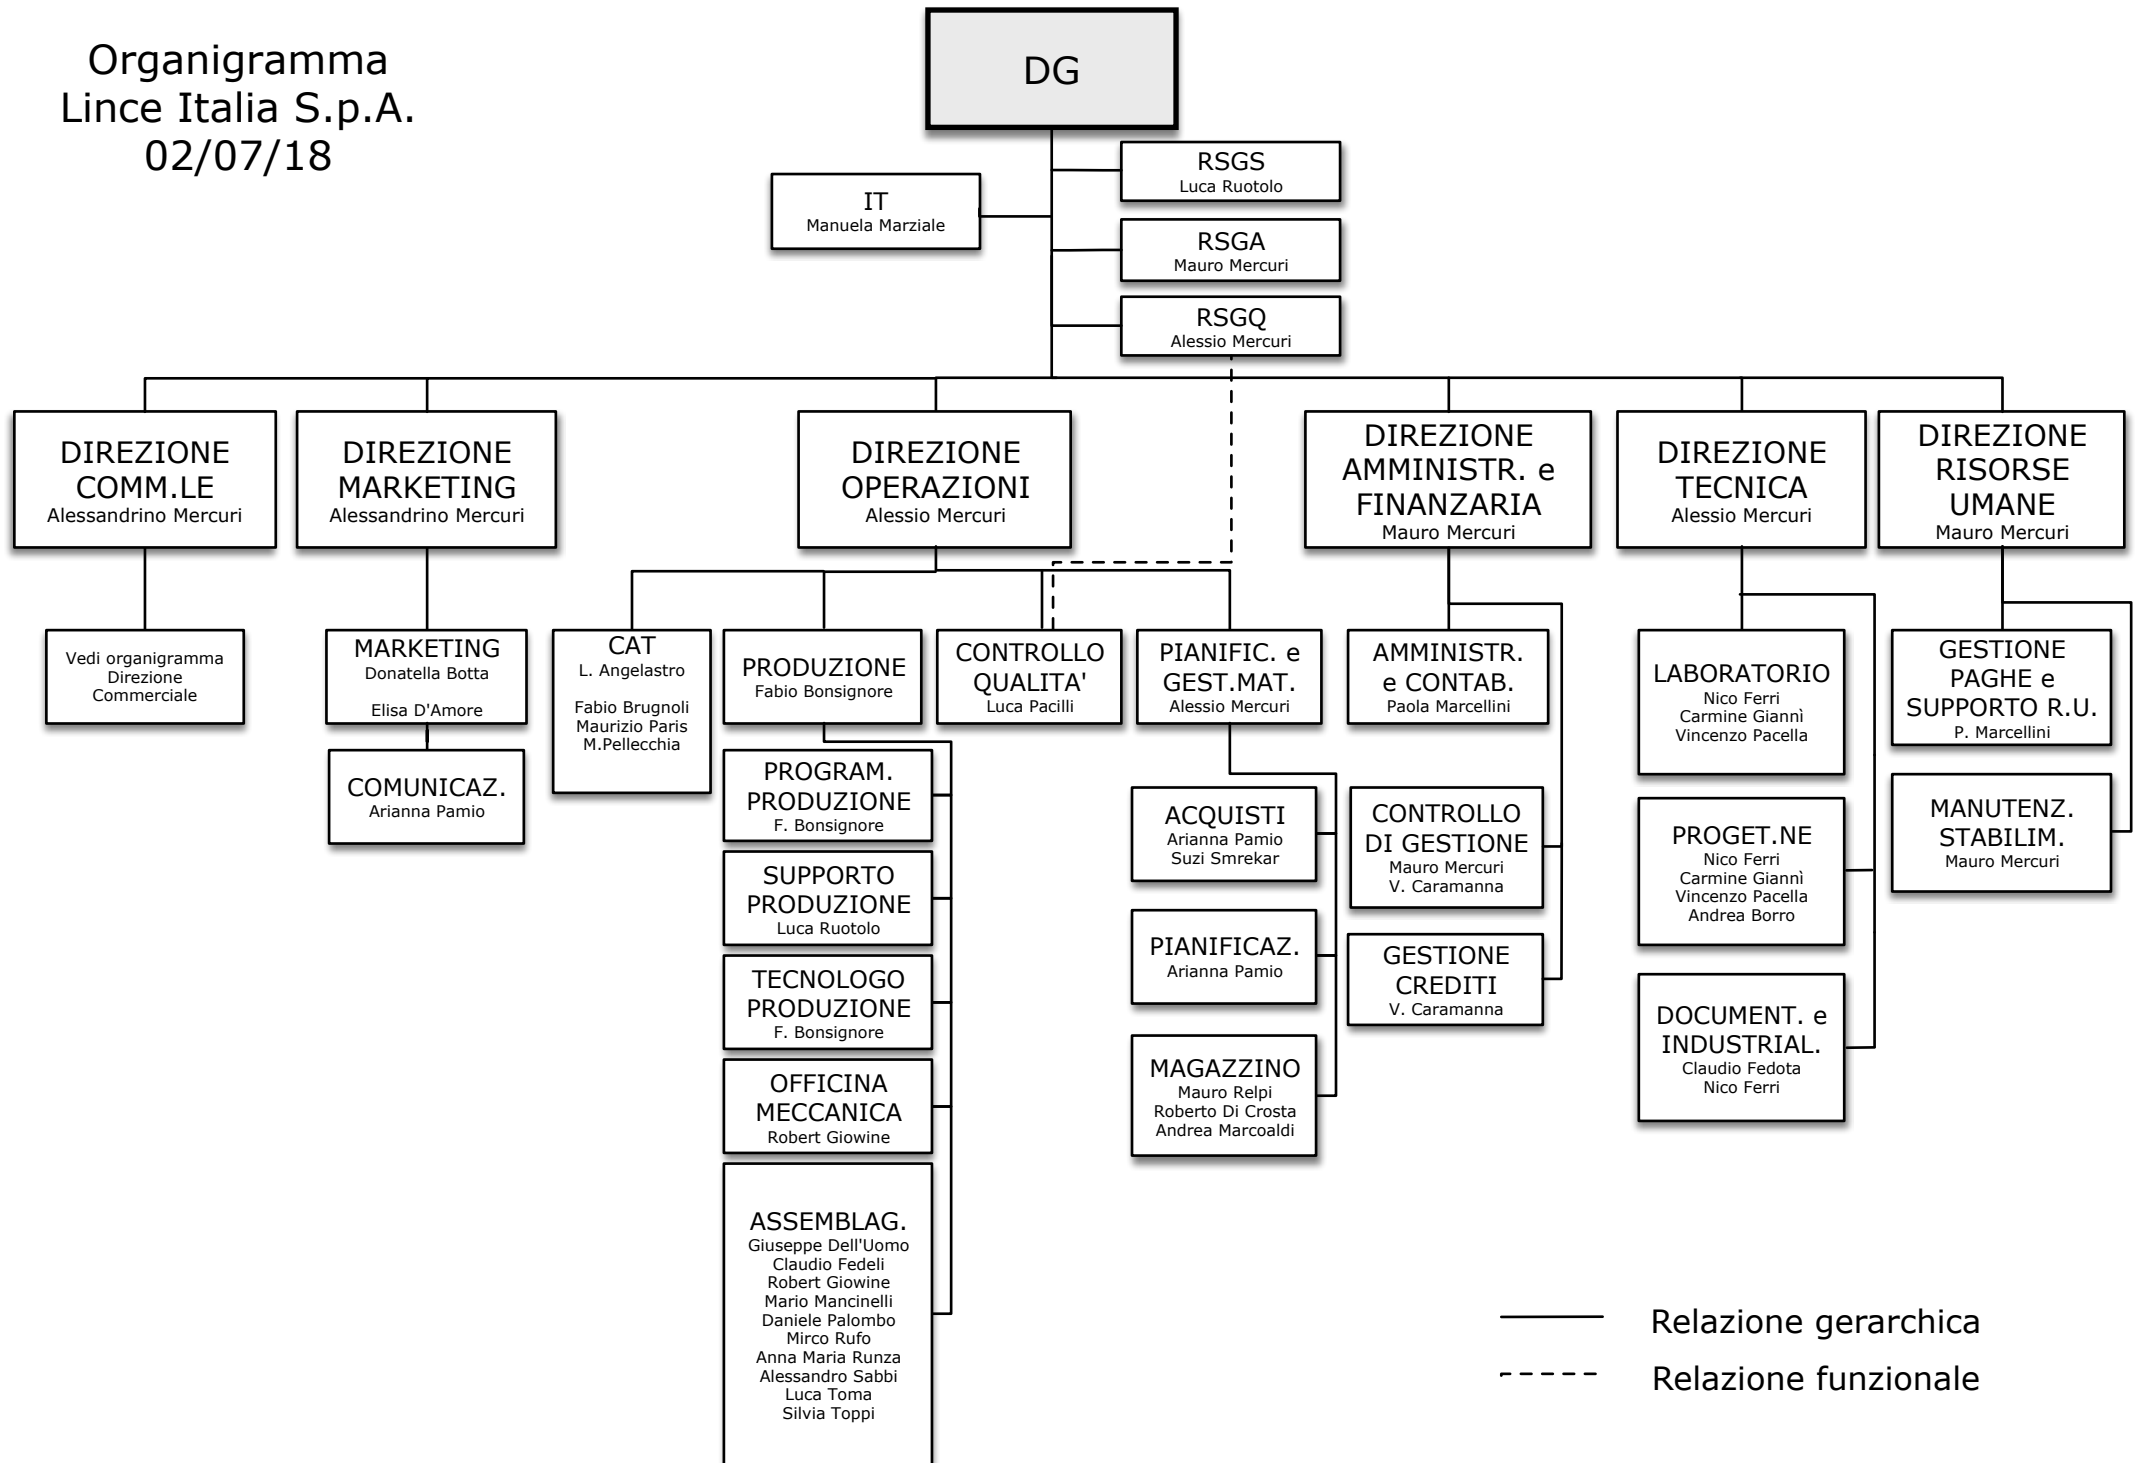 Organigramma
Lince Italia S.p.A.
02/07/18
DG
RSGS
Luca Ruotolo
IT
Manuela Marziale
RSGA
Mauro Mercuri
RSGQ
Alessio Mercuri
DIREZIONE
COMM.LE
Alessandrino Mercuri
DIREZIONE
MARKETING
Alessandrino Mercuri
DIREZIONE
OPERAZIONI
Alessio Mercuri
DIREZIONE
AMMINISTR. e
FINANZARIA
Mauro Mercuri
DIREZIONE
TECNICA
Alessio Mercuri
DIREZIONE
RISORSE
UMANE
Mauro Mercuri
Vedi organigramma
Direzione
Commerciale
MARKETING
Donatella Botta
Elisa D'Amore
COMUNICAZ.
Arianna Pamio
CAT
L. Angelastro
Fabio Brugnoli
Maurizio Paris
M.Pellecchia
PRODUZIONE
Fabio Bonsignore
PROGRAM.
PRODUZIONE
F. Bonsignore
SUPPORTO
PRODUZIONE
Luca Ruotolo
TECNOLOGO
PRODUZIONE
F. Bonsignore
OFFICINA
MECCANICA
Robert Giowine
ASSEMBLAG.
Giuseppe Dell'Uomo
Claudio Fedeli
Robert Giowine
Mario Mancinelli
Daniele Palombo
Mirco Rufo
Anna Maria Runza
Alessandro Sabbi
Luca Toma
Silvia Toppi
CONTROLLO
QUALITA'
Luca Pacilli
PIANIFIC. e
GEST.MAT.
Alessio Mercuri
ACQUISTI
Arianna Pamio
Suzi Smrekar
PIANIFICAZ.
Arianna Pamio
MAGAZZINO
Mauro Relpi
Roberto Di Crosta
Andrea Marcoaldi
AMMINISTR.
e CONTAB.
Paola Marcellini
CONTROLLO
DI GESTIONE
Mauro Mercuri
V. Caramanna
GESTIONE
CREDITI
V. Caramanna
LABORATORIO
Nico Ferri
Carmine Giannì
Vincenzo Pacella
PROGET.NE
Nico Ferri
Carmine Giannì
Vincenzo Pacella
Andrea Borro
DOCUMENT. e
INDUSTRIAL.
Claudio Fedota
Nico Ferri
GESTIONE
PAGHE e
SUPPORTO R.U.
P. Marcellini
MANUTENZ.
STABILIM.
Mauro Mercuri
Relazione gerarchica
Relazione funzionale